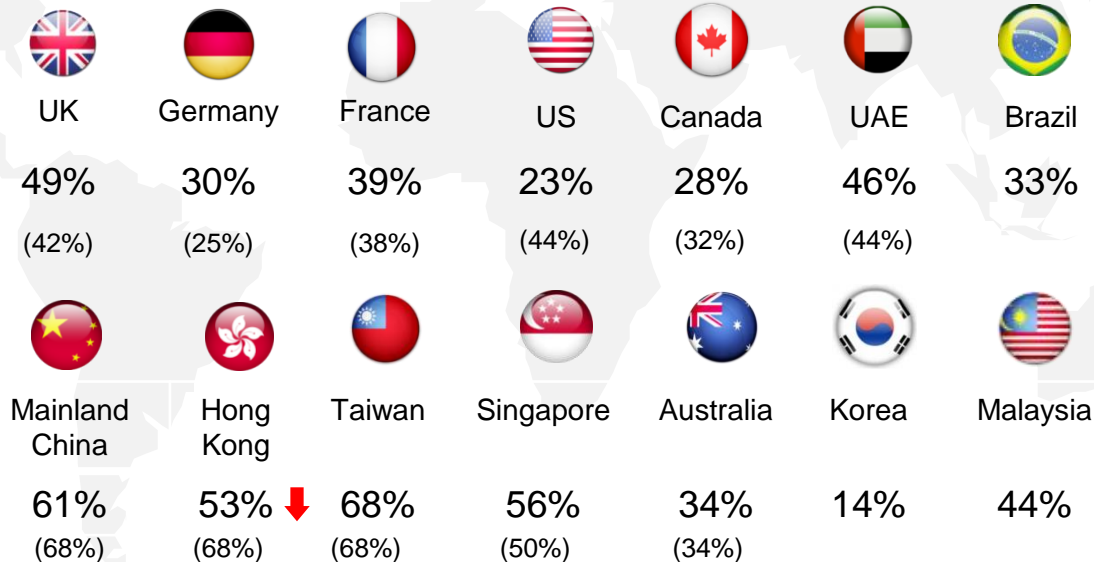 UK Germany France US Canada UAE Brazil
49% 30% 39% 23% 28% 46% 33%
(42%) (25%) (38%) (44%) (32%) (44%)
Mainland China Hong Kong Taiwan Singapore Australia Korea Malaysia
61% 53% 68% 56% 34% 14% 44%
(68%) (68%) (68%) (50%) (34%)